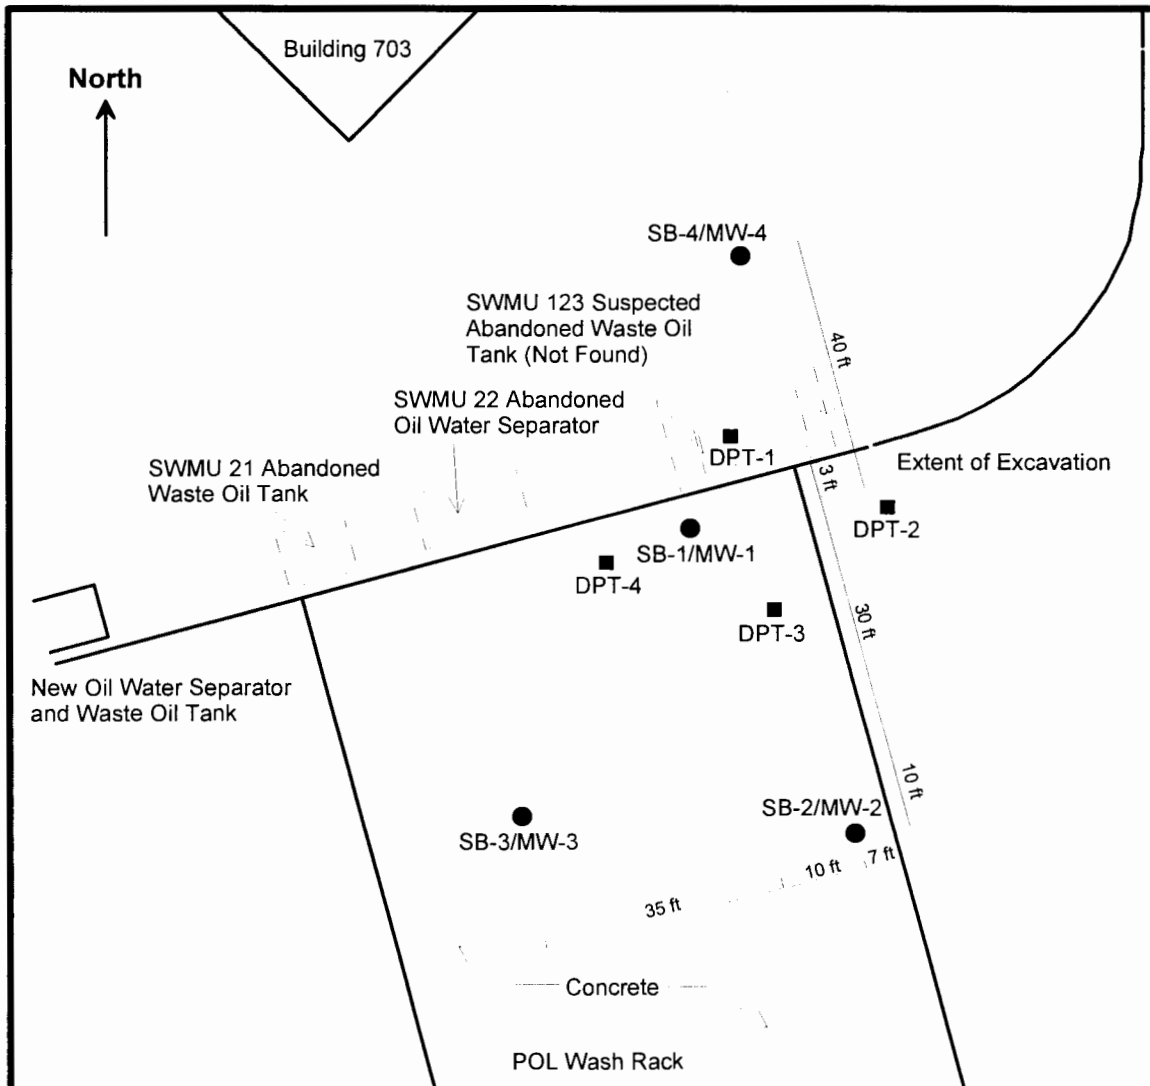 Building 703
North
SB-4/MW-4
SWMU 123 Suspected
Abandoned Waste Oil
Tank (Not Found)
40 ft
SWMU 22 Abandoned
Oil Water Separator
DPT-1
SWMU 21 Abandoned
Waste Oil Tank
3 ft
Extent of Excavation
DPT-2
SB-1/MW-1
DPT-4
DPT-3
30 ft
New Oil Water Separator
and Waste Oil Tank
10 ft
SB-2/MW-2
SB-3/MW-3
7 ft
10 ft
35 ft
Concrete
POL Wash Rack